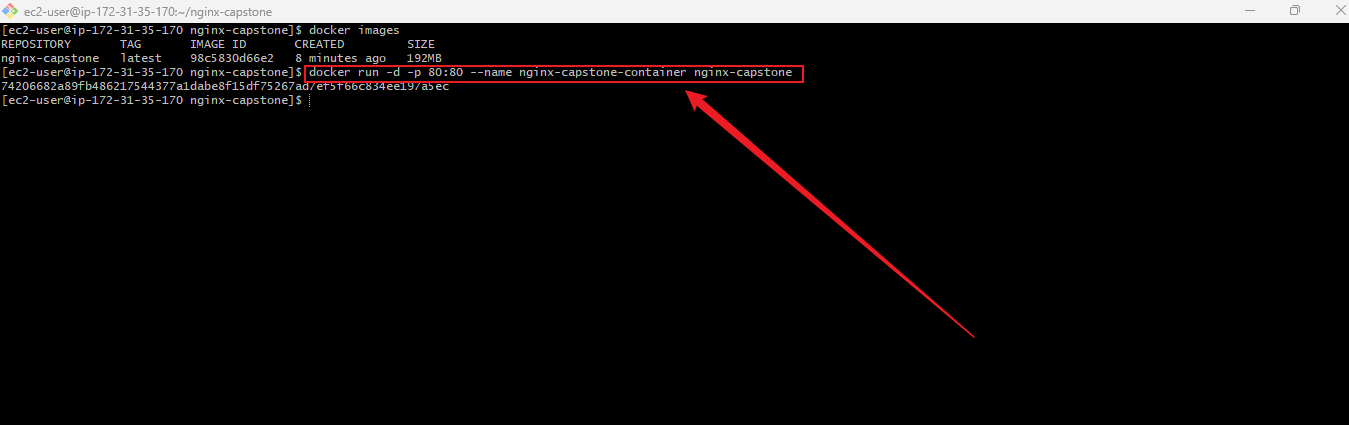 ec2-user@ip-172-31-35-170:~/nginx-capstone
[ec2-user@ip-172-31-35-170 nginx-capstone]$ docker images
REPOSITORY       TAG       IMAGE ID       CREATED         SIZE
nginx-capstone   latest    98c5830d66e2   8 minutes ago   192MB
[ec2-user@ip-172-31-35-170 nginx-capstone]$ docker run -d -p 80:80 --name nginx-capstone-container nginx-capstone
74206682a89fb486217544377a1dabe8f15df75267ad7ef5f66c834ee197a5ec
[ec2-user@ip-172-31-35-170 nginx-capstone]$